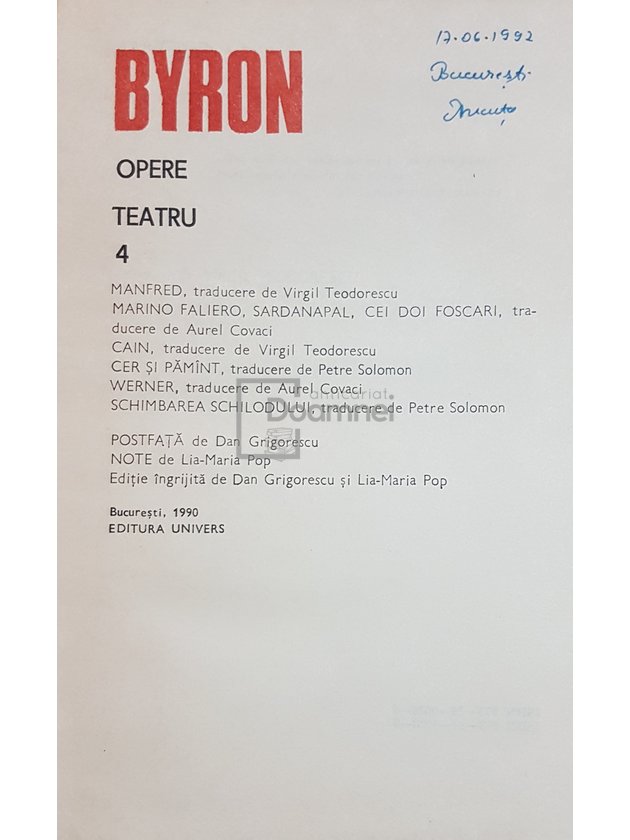 17.06.1992
București
BYRON
OPERE
TEATRU
4
MANFRED, traducere de Virgil Teodorescu
MARINO FALIERO, SARDANAPAL, CEI DOI FOSCARI, tra-
ducere de Aurel Covaci
CAIN, traducere de Virgil Teodorescu
CER ȘI PĂMÎNT, traducere de Petre Solomon
WERNER, traducere de Aurel Covaci
SCHIMBAREA SCHILODULUI, traducere de Petre Solomon
anticariat
Doamnei
POSTFAȚĂ de Dan Grigorescu
NOTE de Lia-Maria Pop
Ediție îngrijită de Dan Grigorescu și Lia-Maria Pop
București, 1990
EDITURA UNIVERS